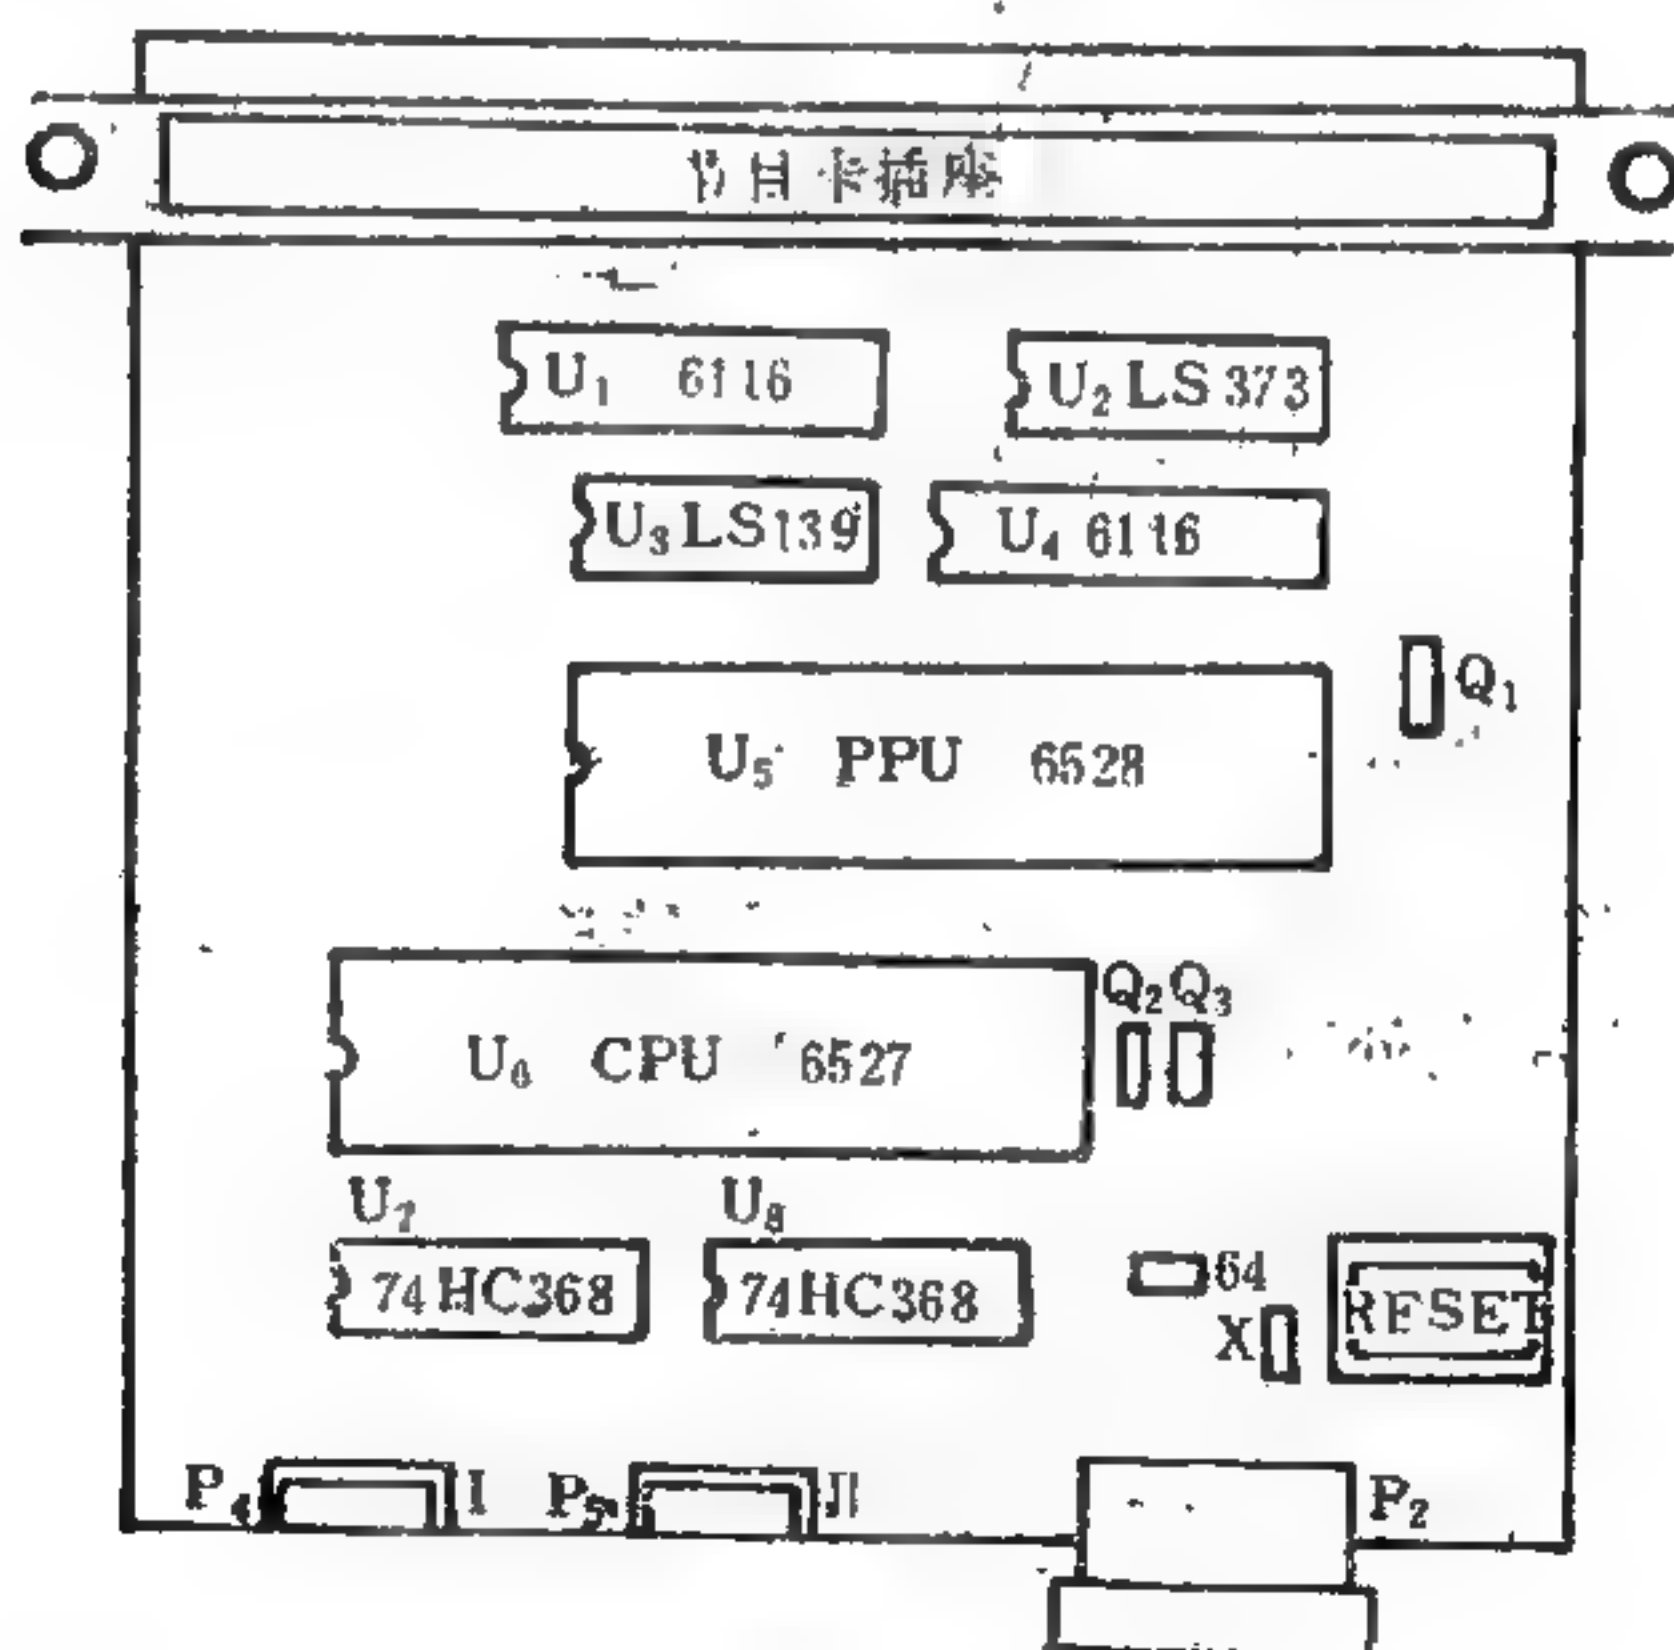 节目卡插座
U₁ 6116
U₂ LS373
U₃ LS139
U₄ 6116
Q₁
U₅ PPU 6528
Q₂ Q₃
U₆ CPU 6527
U₇
U₈
74HC368
74HC368
64
X
RESET
P₄
I
P₅
II
P₂